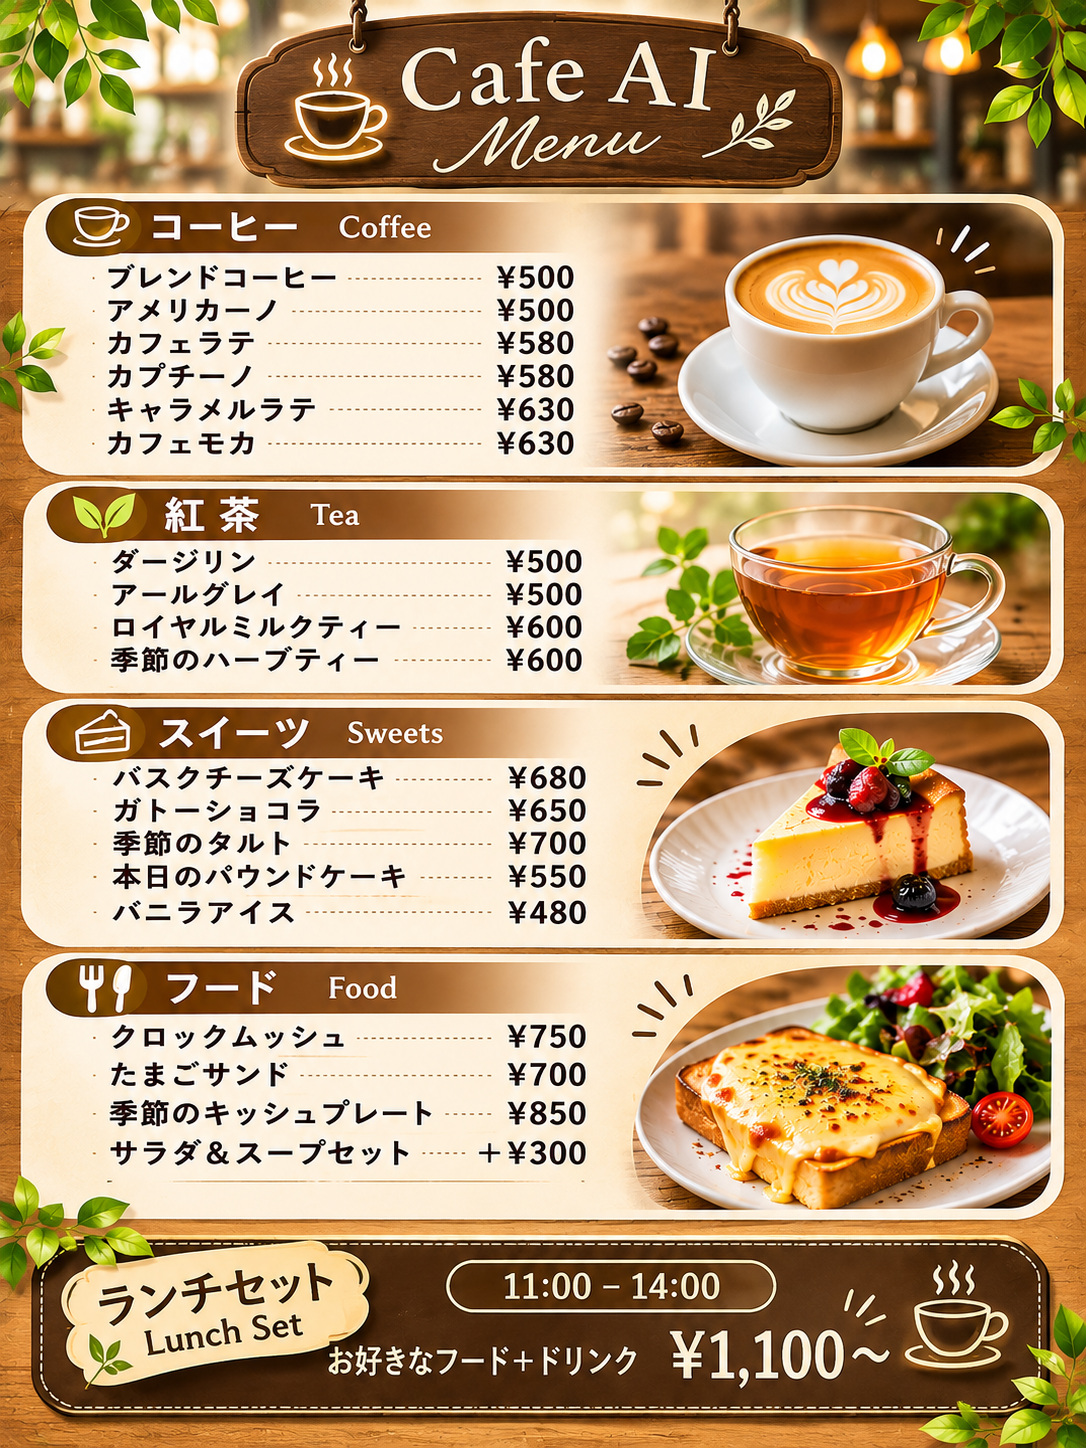 Cafe AI
Menu
コーヒー Coffee
ブレンドコーヒー ¥500
アメリカーノ ¥500
カフェラテ ¥580
カプチーノ ¥580
キャラメルラテ ¥630
カフェモカ ¥630
紅茶 Tea
ダージリン ¥500
アールグレイ ¥500
ロイヤルミルクティー ¥600
季節のハーブティー ¥600
スイーツ Sweets
バスクチーズケーキ ¥680
ガトーショコラ ¥650
季節のタルト ¥700
本日のパウンドケーキ ¥550
バニラアイス ¥480
フード Food
クロックムッシュ ¥750
たまごサンド ¥700
季節のキッシュプレート ¥850
サラダ&スープセット +¥300
ランチセット
Lunch Set
11:00 – 14:00
お好きなフード+ドリンク ¥1,100〜